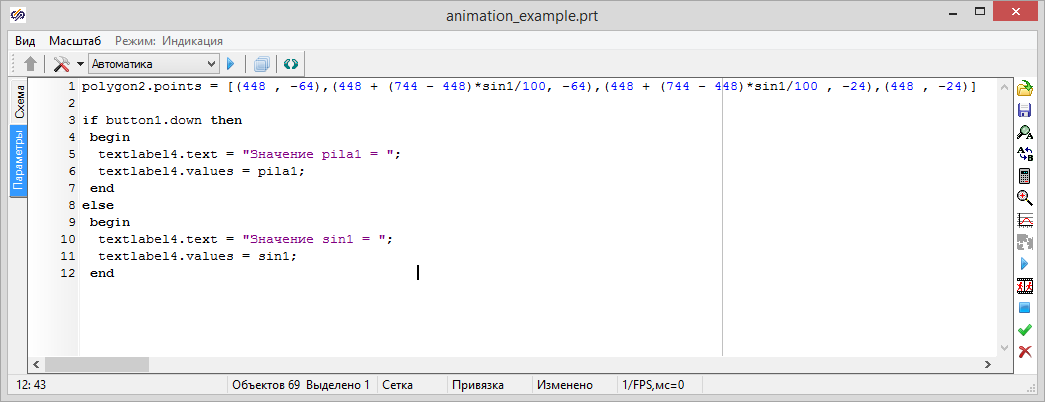 animation_example.prt
Вид Масштаб Режим: Индикация
Автоматика
Схема
Параметры
1 polygon2.points = [(448 , -64),(448 + (744 - 448)*sin1/100, -64),(448 + (744 - 448)*sin1/100 , -24),(448 , -24)]
2
3 if button1.down then
4 begin
5 textlabel4.text = "Значение pila1 = ";
6 textlabel4.values = pila1;
7 end
8 else
9 begin
10 textlabel4.text = "Значение sin1 = ";
11 textlabel4.values = sin1;
12 end
12: 43 Объектов 69 Выделено 1 Сетка Привязка Изменено 1/FPS,мс=0